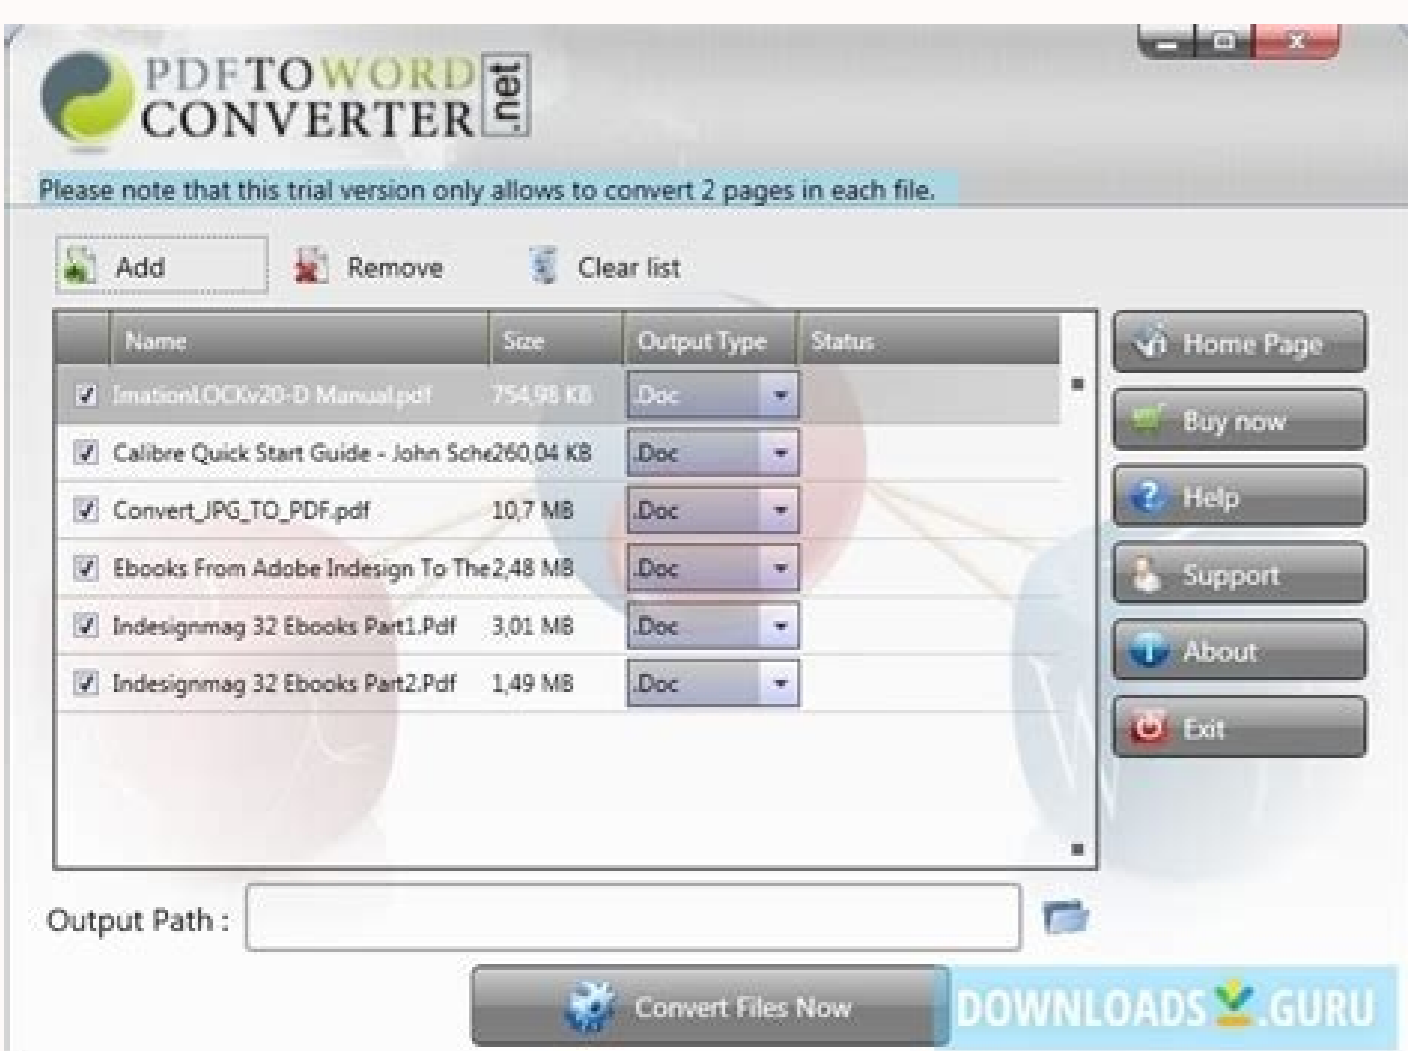 PDFTOWORD
CONVERTER .net
Please note that this trial version only allows to convert 2 pages in each file.
Add Remove Clear list
Name Size Output Type Status
ImationLOCKv20-D Manual.pdf 754,98 KB .Doc
Calibre Quick Start Guide - John Sche 260,04 KB .Doc
Convert_JPG_TO_PDF.pdf 10,7 MB .Doc
Ebooks From Adobe Indesign To The 2,48 MB .Doc
Indesignmag 32 Ebooks Part1.Pdf 3,01 MB .Doc
Indesignmag 32 Ebooks Part2.Pdf 1,49 MB .Doc
Home Page
Buy now
Help
Support
About
Exit
Output Path :
Convert Files Now
DOWNLOADS .GURU